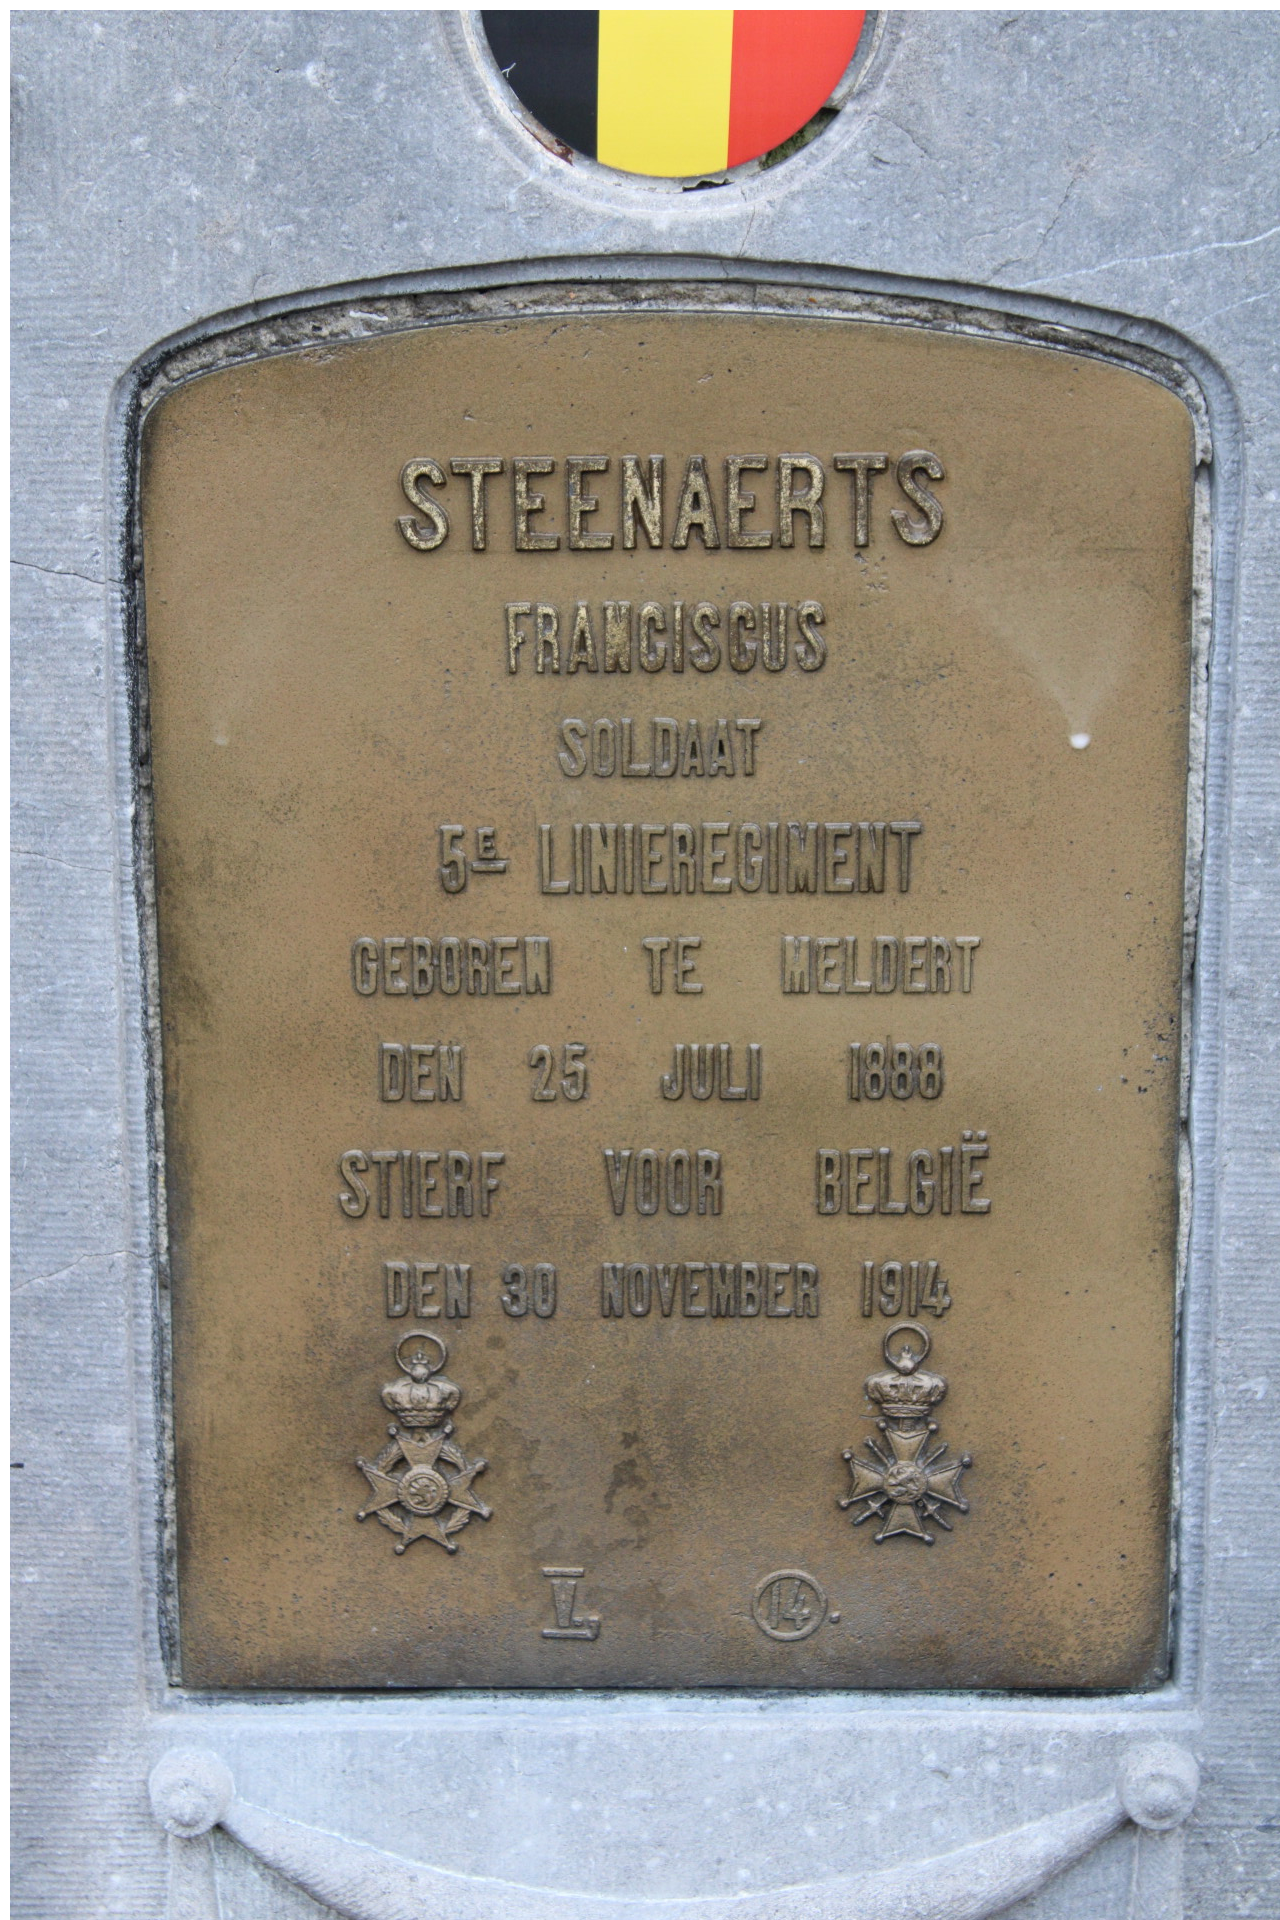 STEENAERTS
FRANCISCUS
SOLDAAT
5E LINIEREGIMENT
GEBOREN TE MELDERT
DEN 25 JULI 1888
STIERF VOOR BELGIË
DEN 30 NOVEMBER 1914
L 14.